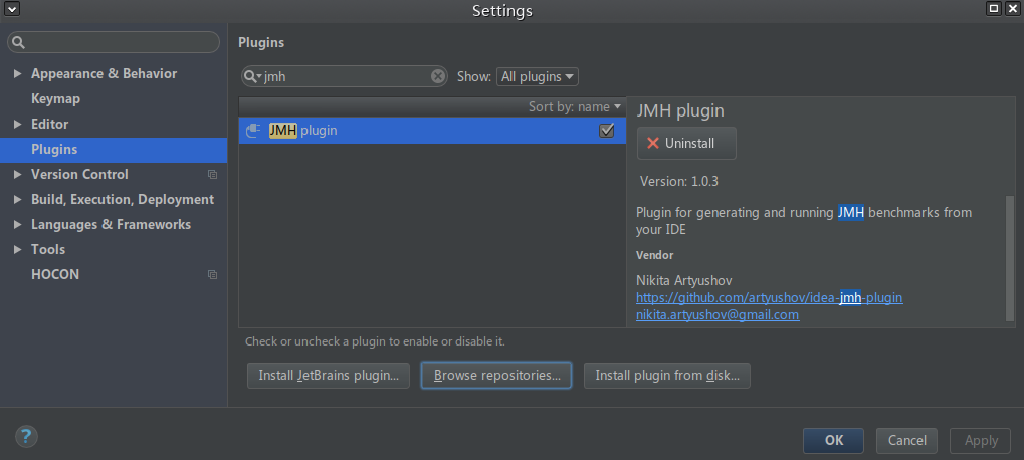 Settings
Appearance & Behavior
Keymap
Editor
Plugins
Version Control
Build, Execution, Deployment
Languages & Frameworks
Tools
HOCON
Plugins
jmh
Show: All plugins
Sort by: name
JMH plugin
JMH plugin
Uninstall
Version: 1.0.3
Plugin for generating and running JMH benchmarks from
your IDE
Vendor
Nikita Artyushov
https://github.com/artyushov/idea-jmh-plugin
nikita.artyushov@gmail.com
Check or uncheck a plugin to enable or disable it.
Install JetBrains plugin...
Browse repositories...
Install plugin from disk...
?
OK
Cancel
Apply